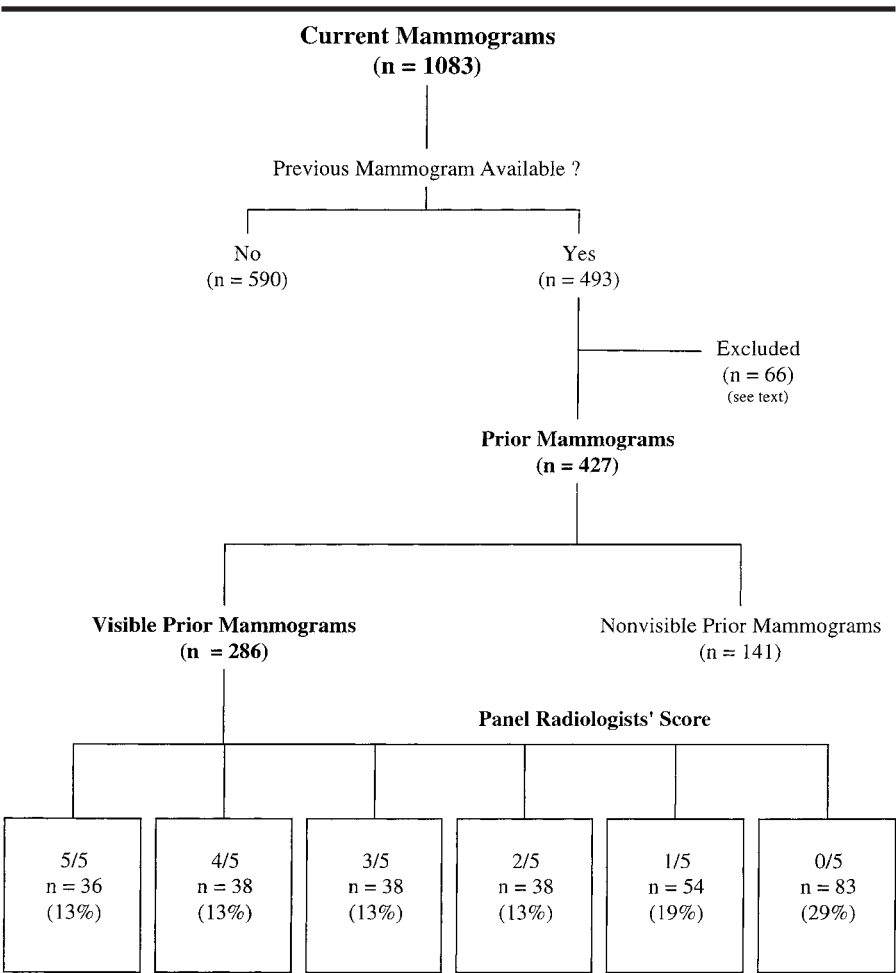 Current Mammograms
(n = 1083)
Previous Mammogram Available ?
No
(n = 590)
Yes
(n = 493)
Excluded
(n = 66)
(see text)
Prior Mammograms
(n = 427)
Visible Prior Mammograms
(n = 286)
Nonvisible Prior Mammograms
(n = 141)
Panel Radiologists' Score
5/5
n = 36
(13%)
4/5
n = 38
(13%)
3/5
n = 38
(13%)
2/5
n = 38
(13%)
1/5
n = 54
(19%)
0/5
n = 83
(29%)